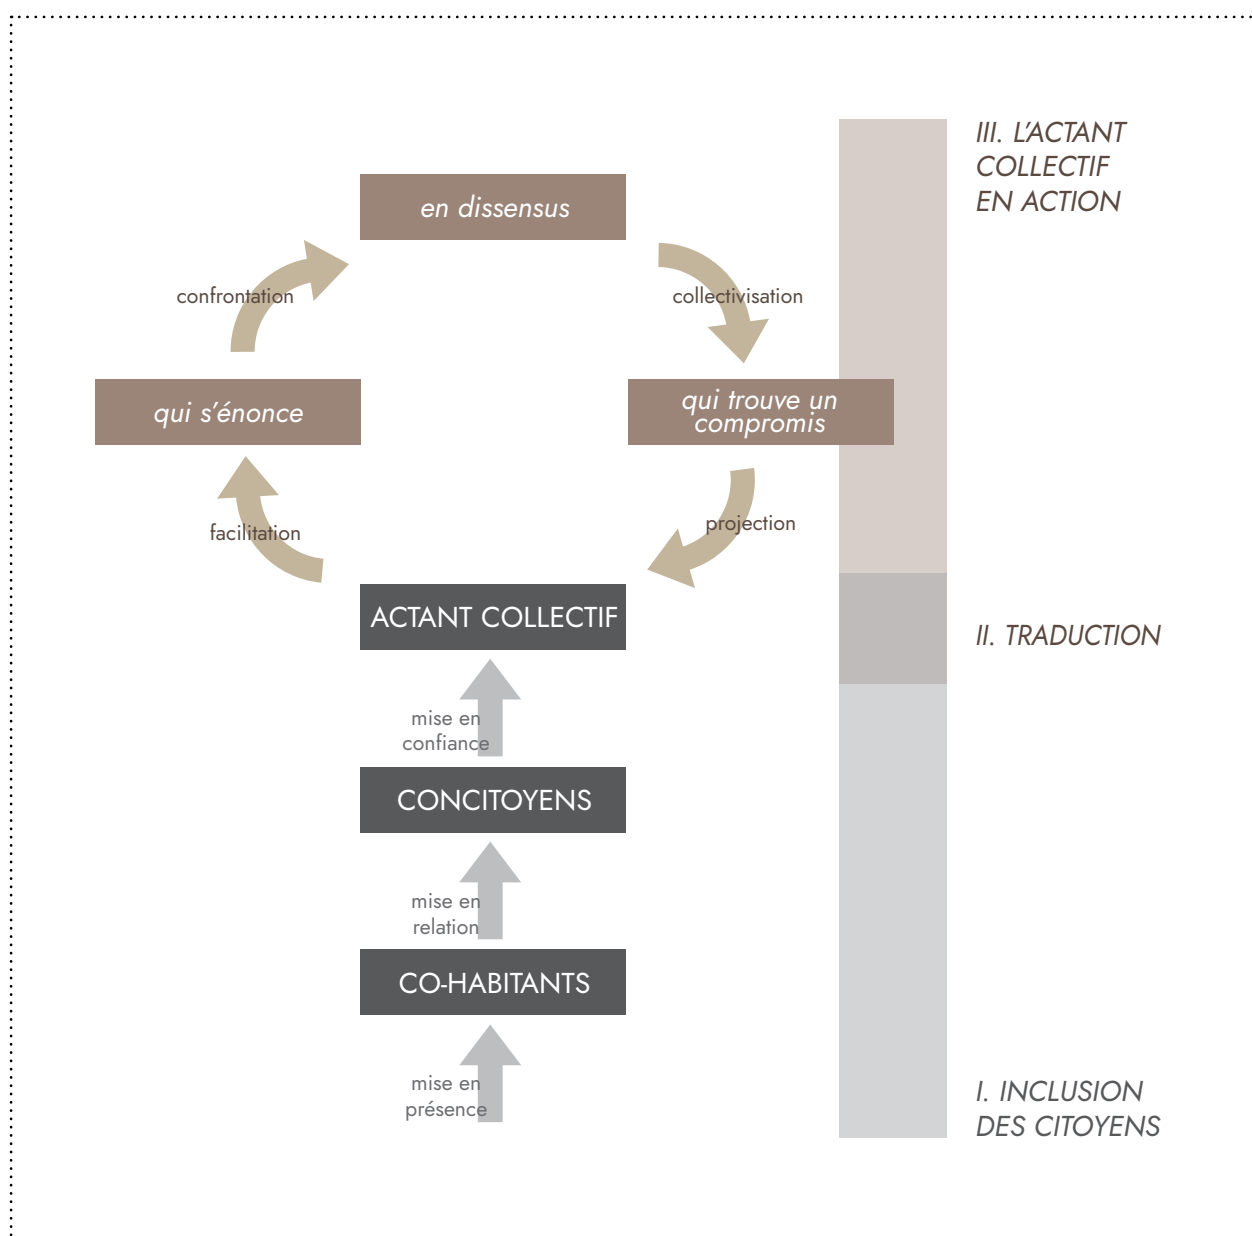 III. L’ACTANT
COLLECTIF
EN ACTION
en dissensus
confrontation
collectivisation
qui s’énonce
qui trouve un
compromis
facilitation
projection
ACTANT COLLECTIF
II. TRADUCTION
mise en
confiance
CONCITOYENS
mise en
relation
CO-HABITANTS
mise en
présence
I. INCLUSION
DES CITOYENS